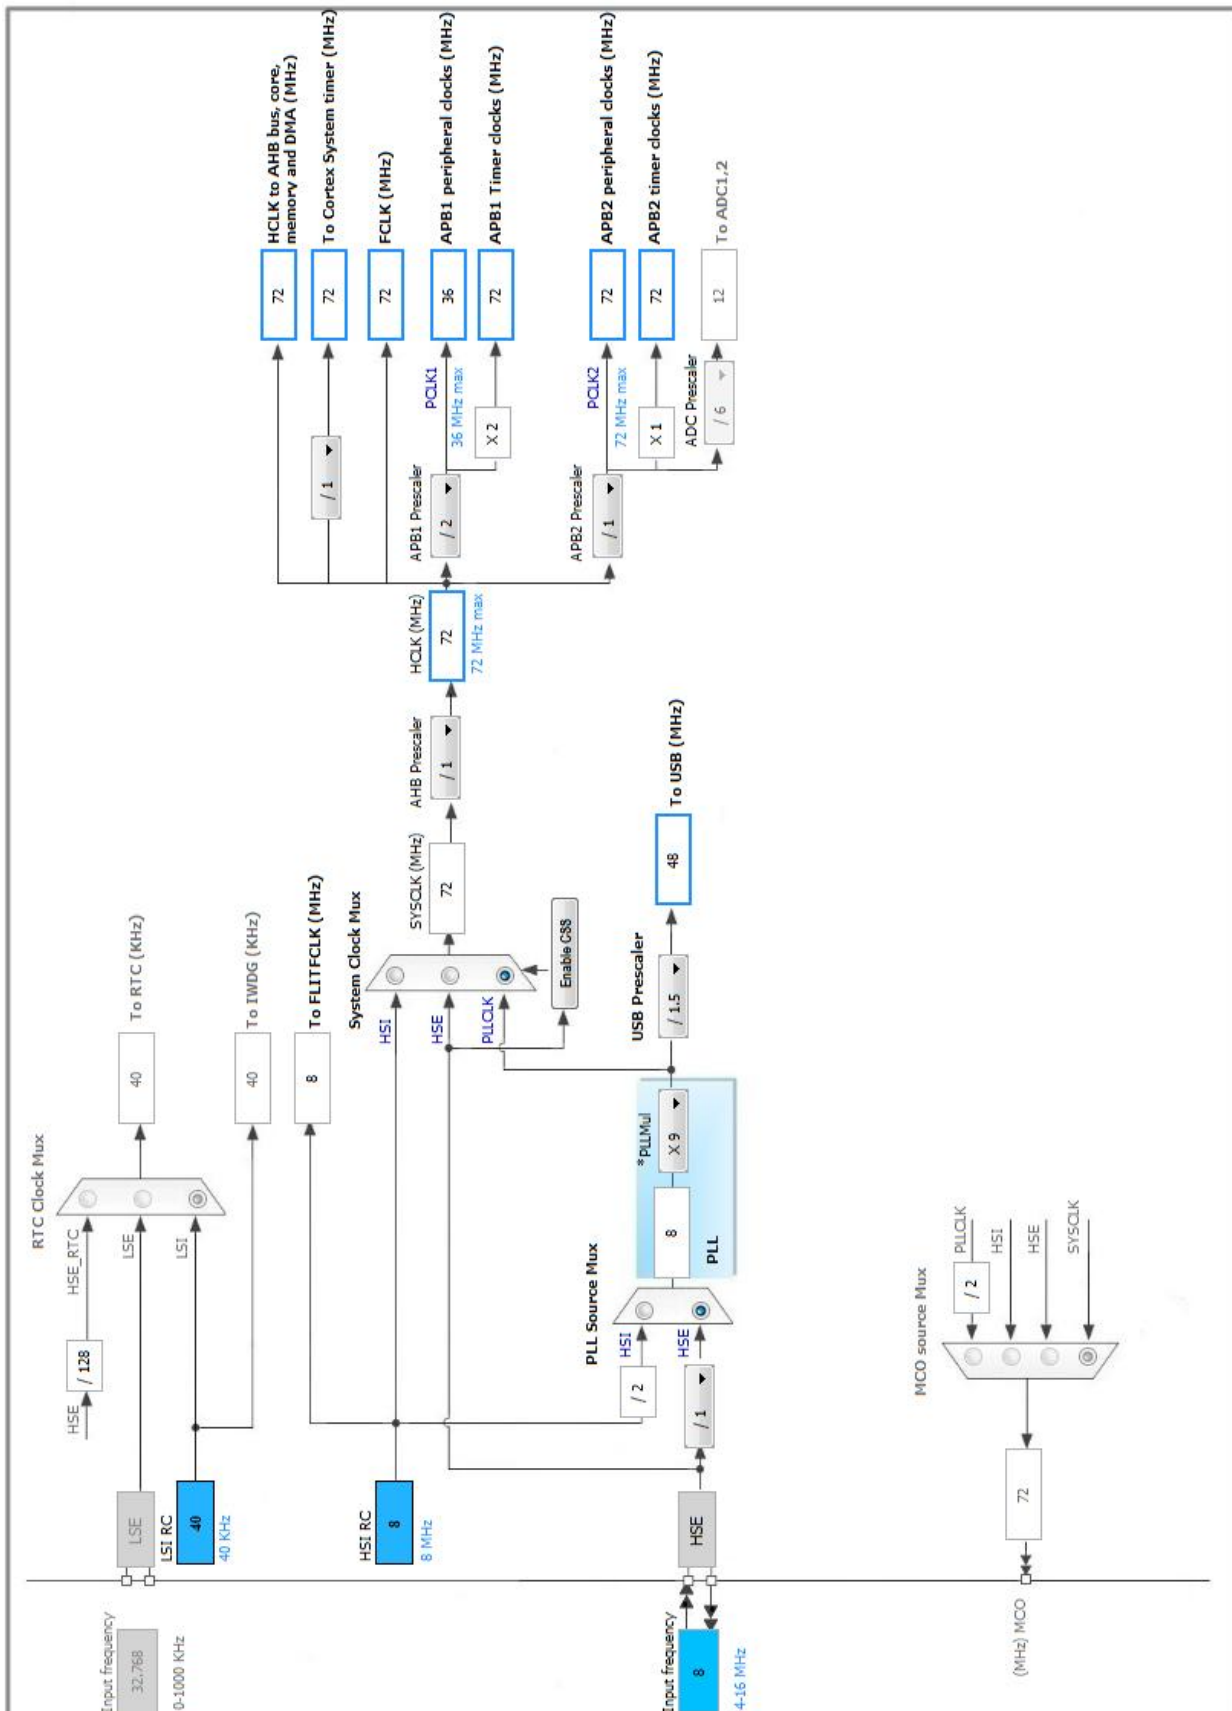 Input frequency
32.768
0-1000 KHz
LSE
LSI RC
40
40 KHz
HSE
/ 128
HSE_RTC
LSE
LSI
RTC Clock Mux
40
To RTC (KHz)
40
To IWDG (KHz)
HSI RC
8
8 MHz
8
To FLITFCLK (MHz)
System Clock Mux
HSI
HSE
PLLCLK
Enable CSS
SYSCLK (MHz)
72
AHB Prescaler
/ 1
HCLK (MHz)
72
72 MHz max
72
HCLK to AHB bus, core,
memory and DMA (MHz)
/ 1
72
To Cortex System timer (MHz)
72
FCLK (MHz)
APB1 Prescaler
/ 2
PCLK1
36 MHz max
36
APB1 peripheral clocks (MHz)
X 2
72
APB1 Timer clocks (MHz)
APB2 Prescaler
/ 1
PCLK2
72 MHz max
72
APB2 peripheral clocks (MHz)
X 1
72
APB2 timer clocks (MHz)
ADC Prescaler
/ 6
12
To ADC1,2
Input frequency
8
4-16 MHz
HSE
/ 2
/ 1
PLL Source Mux
HSI
HSE
8
*PLLMul
X 9
PLL
USB Prescaler
/ 1.5
48
To USB (MHz)
MCO source Mux
PLLCLK
/ 2
HSI
HSE
SYSCLK
72
(MHz) MCO